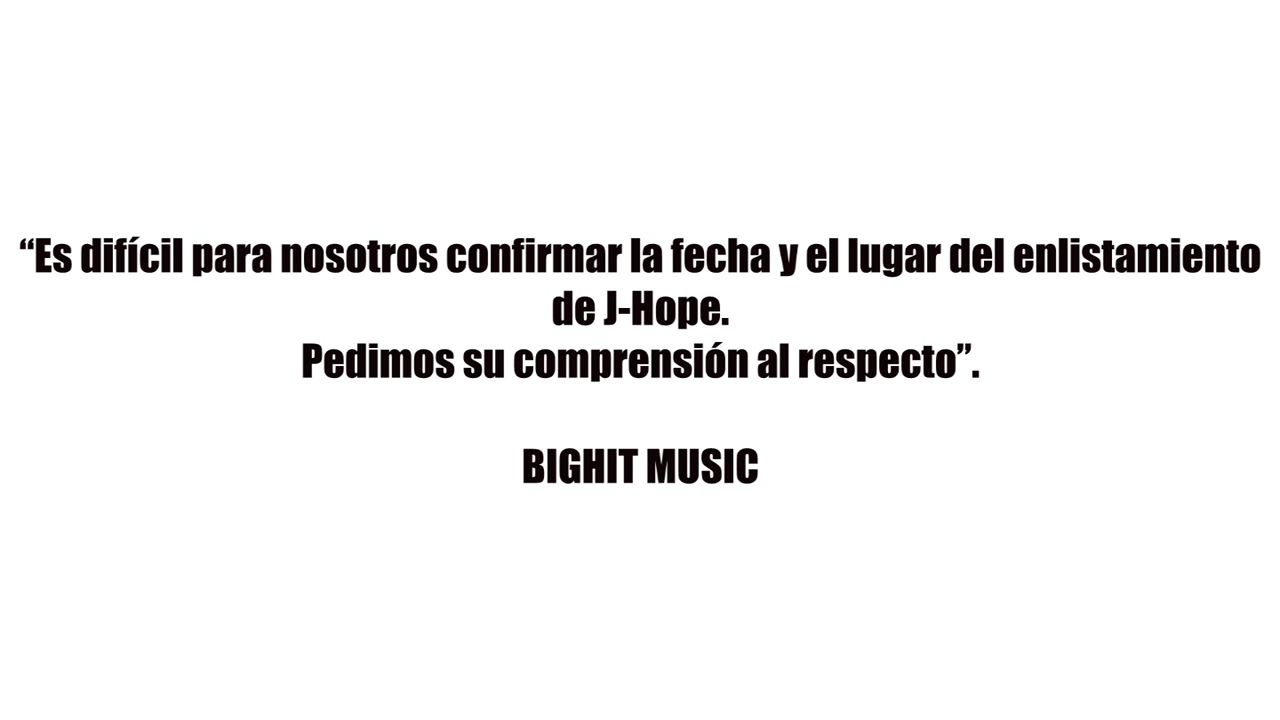 “Es difícil para nosotros confirmar la fecha y el lugar del enlistamiento
de J-Hope.
Pedimos su comprensión al respecto”.
BIGHIT MUSIC